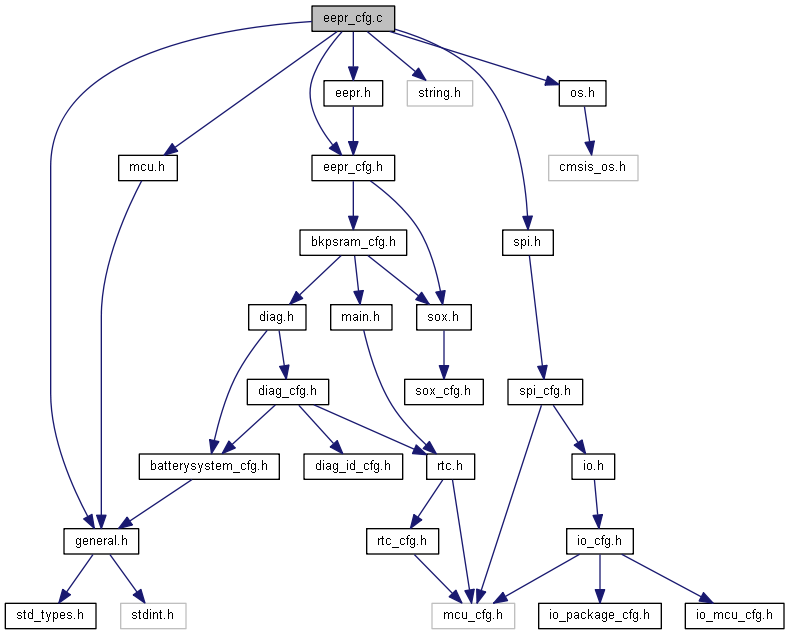 eepr_cfg.c
eepr.h
string.h
os.h
mcu.h
eepr_cfg.h
cmsis_os.h
bkpsram_cfg.h
spi.h
diag.h
main.h
sox.h
diag_cfg.h
sox_cfg.h
spi_cfg.h
batterysystem_cfg.h
diag_id_cfg.h
rtc.h
io.h
general.h
rtc_cfg.h
io_cfg.h
std_types.h
stdint.h
mcu_cfg.h
io_package_cfg.h
io_mcu_cfg.h